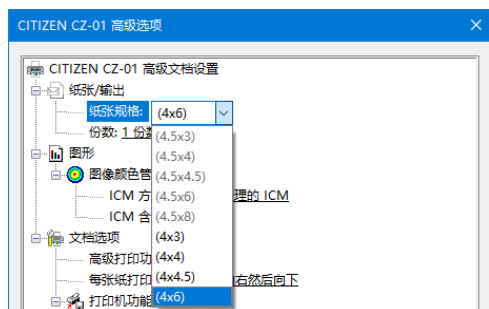 CITIZEN CZ-01 高级选项
CITIZEN CZ-01 高级文档设置
纸张/输出
纸张规格: (4x6)
份数: 1 份
(4.5x3)
图形
(4.5x4)
图像颜色管
(4.5x4.5)
ICM 方
(4.5x6)
理的 ICM
ICM 含
(4.5x8)
文档选项
(4x3)
高级打印功
(4x4)
每张纸打印
(4x4.5)
右然后向下
打印机功能
(4x6)